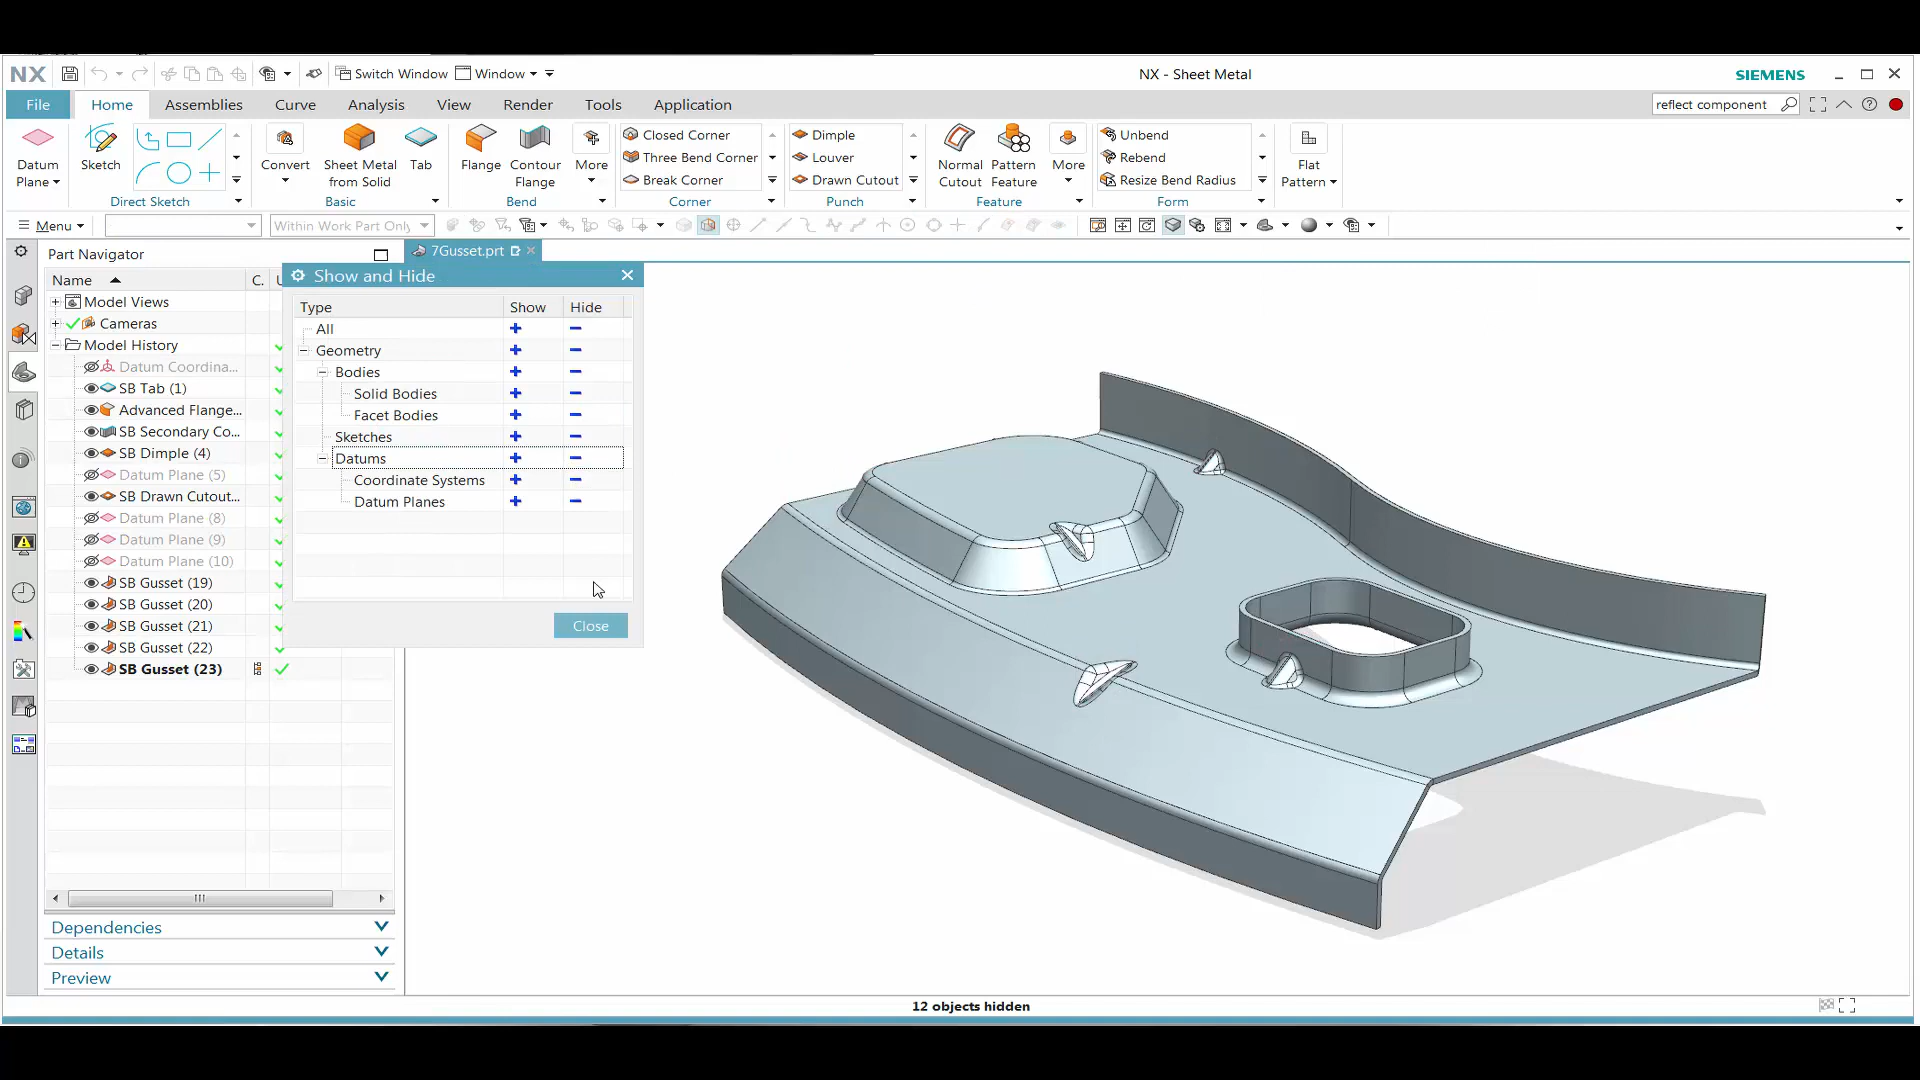 NX Switch Window Window NX - Sheet Metal SIEMENS
File Home Assemblies Curve Analysis View Render Tools Application reflect component
Datum Plane Sketch Convert Sheet Metal from Solid Tab Flange Contour Flange More
Closed Corner
Three Bend Corner
Break Corner
Dimple
Louver
Drawn Cutout
Normal Cutout Pattern Feature More
Unbend
Rebend
Resize Bend Radius
Flat Pattern
Direct Sketch Basic Bend Corner Punch Feature Form
Menu Within Work Part Only
Part Navigator
7Gusset.prt
Name C.
Model Views
Cameras
Model History
Datum Coordina...
SB Tab (1)
Advanced Flange...
SB Secondary Co...
SB Dimple (4)
Datum Plane (5)
SB Drawn Cutout...
Datum Plane (8)
Datum Plane (9)
Datum Plane (10)
SB Gusset (19)
SB Gusset (20)
SB Gusset (21)
SB Gusset (22)
SB Gusset (23)
Show and Hide
Type Show Hide
All
Geometry
Bodies
Solid Bodies
Facet Bodies
Sketches
Datums
Coordinate Systems
Datum Planes
Close
Dependencies
Details
Preview
12 objects hidden